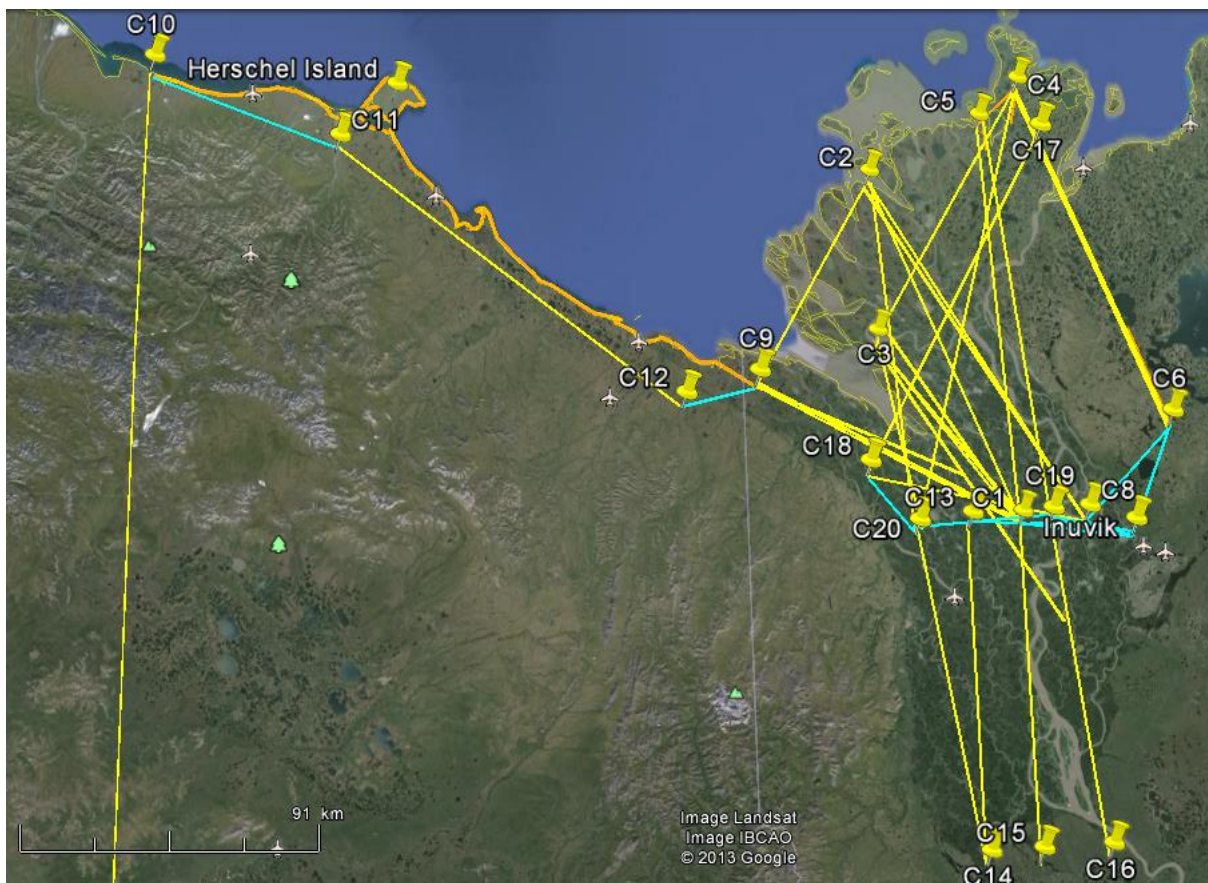 C10
Herschel Island
C11
C4
C5
C17
C2
C3
C9
C12
C6
C18
C13
C1
C19
C8
C20
Inuvik
91 km
Image Landsat
Image IBCAO
© 2013 Google
C15
C14
C16